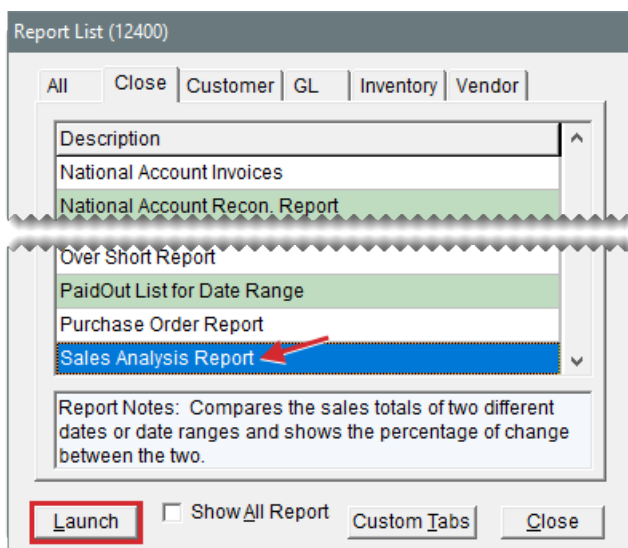 Report List (12400)
All Close Customer GL Inventory Vendor
Description
National Account Invoices
National Account Recon. Report
Over Short Report
PaidOut List for Date Range
Purchase Order Report
Sales Analysis Report
Report Notes: Compares the sales totals of two different
dates or date ranges and shows the percentage of change
between the two.
Launch Show All Report Custom Tabs Close